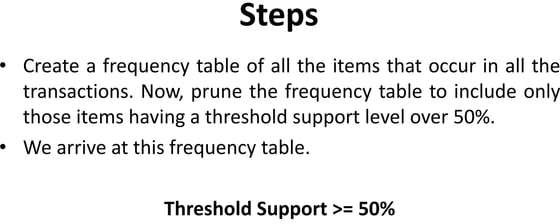 Steps
• Create a frequency table of all the items that occur in all the
transactions. Now, prune the frequency table to include only
those items having a threshold support level over 50%.
• We arrive at this frequency table.
Threshold Support >= 50%